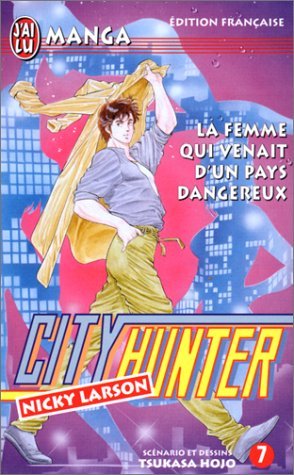 J'AI LU
MANGA
ÉDITION FRANÇAISE
LA FEMME
QUI VENAIT
D'UN PAYS
DANGEREUX
CITY HUNTER
NICKY LARSON
SCÉNARIO ET DESSINS
TSUKASA HOJO
7